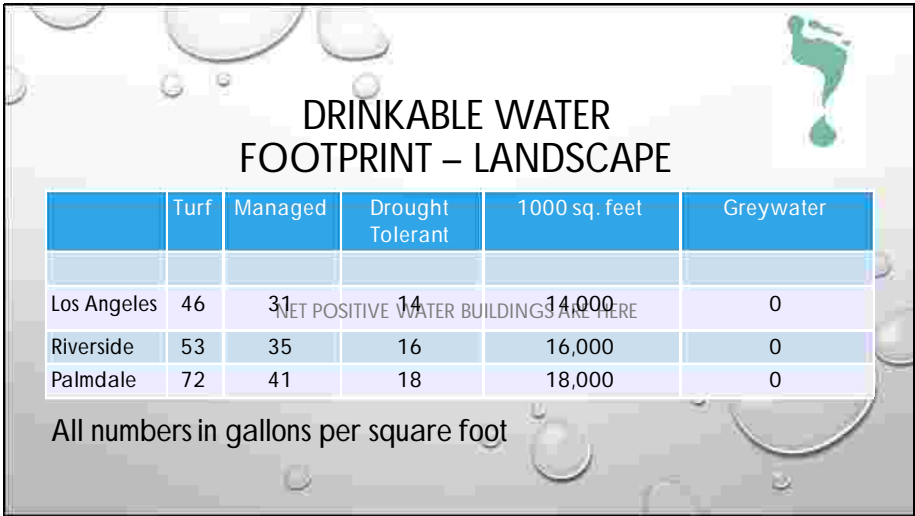 DRINKABLE WATER
FOOTPRINT – LANDSCAPE
Turf Managed Drought Tolerant 1000 sq. feet Greywater
Los Angeles 46 31 14 14,000 0
NET POSITIVE WATER BUILDINGS ARE HERE
Riverside 53 35 16 16,000 0
Palmdale 72 41 18 18,000 0
All numbers in gallons per square foot